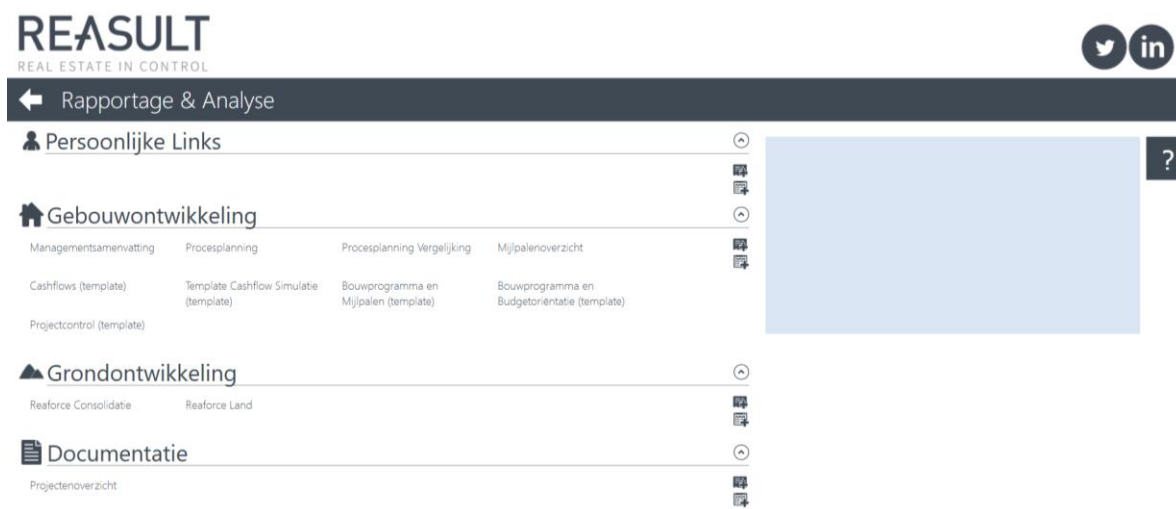 REASULT
REAL ESTATE IN CONTROL
in
Rapportage & Analyse
?
Persoonlijke Links
Gebouwontwikkeling
Managementsamenvatting Procesplanning Procesplanning Vergelijking Mijlpalenoverzicht
Cashflows (template) Template Cashflow Simulatie Bouwprogramma en Bouwprogramma en
(template) Mijlpalen (template) Budgetoriëntatie (template)
Projectcontrol (template)
Grondontwikkeling
Reaforce Consolidatie Reaforce Land
Documentatie
Projectenoverzicht